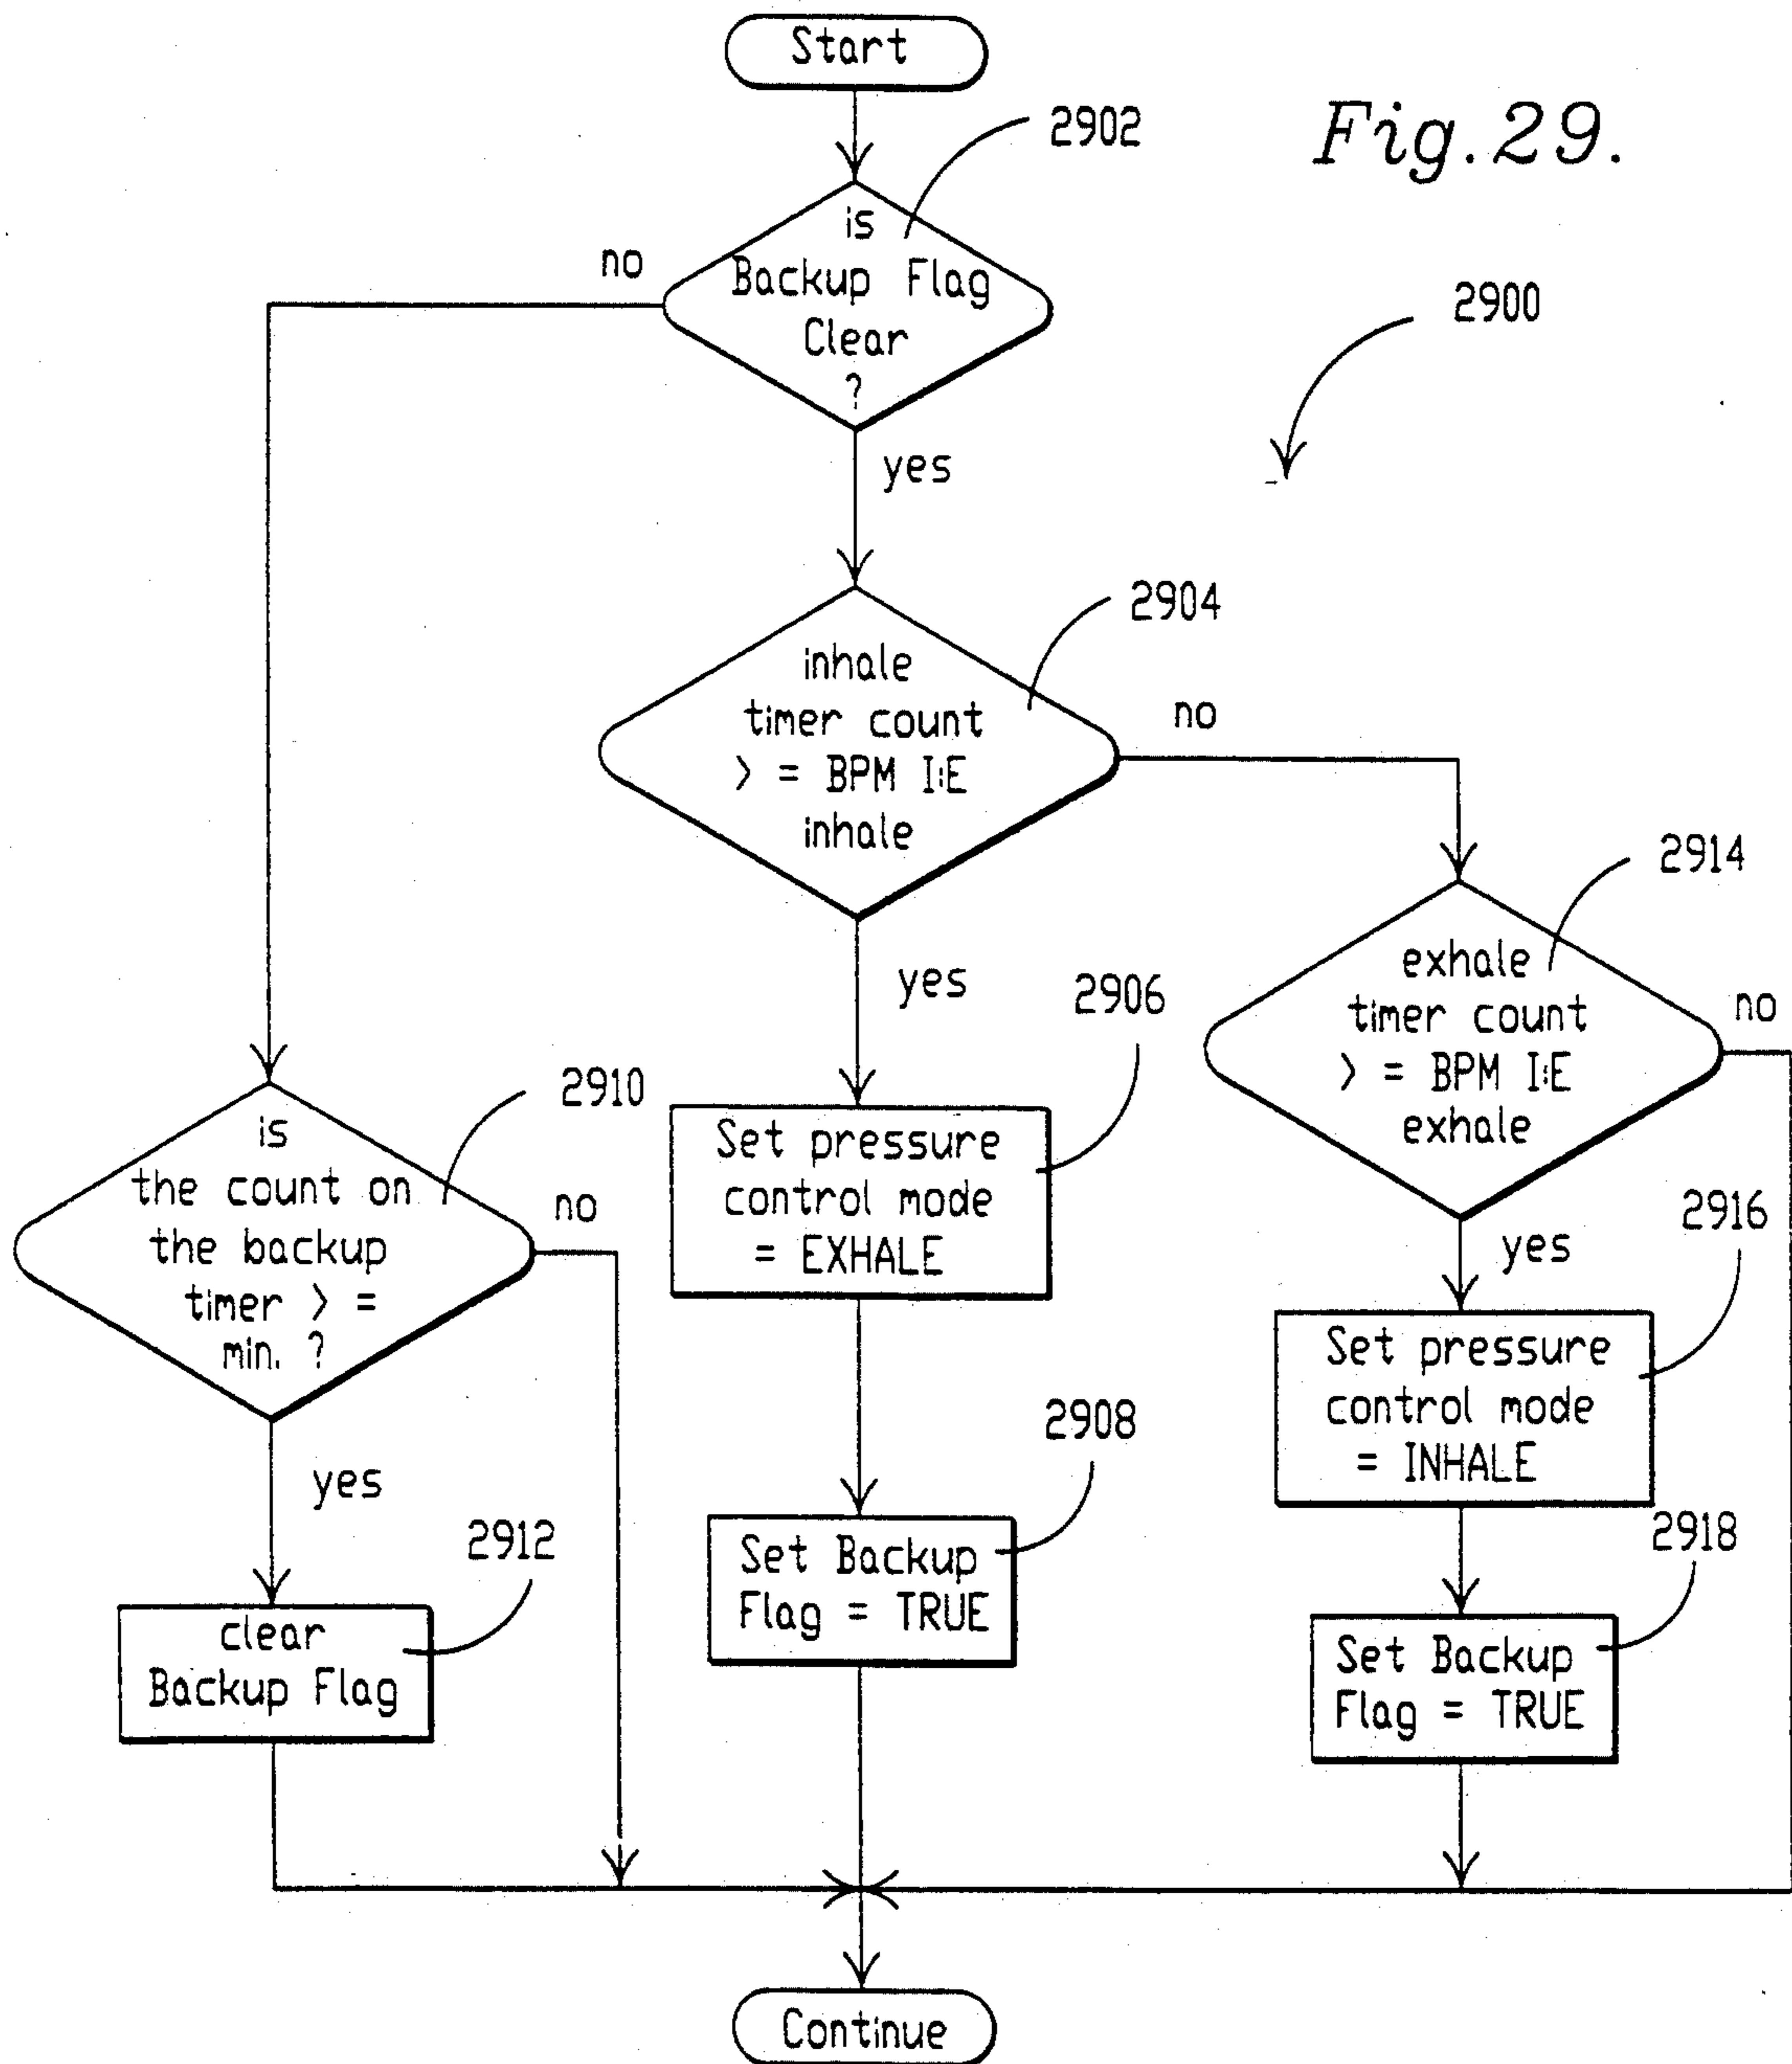 Start
Fig. 29.
2902
is
Backup Flag
Clear
?
no
yes
2900
2904
inhale
timer count
> = BPM I:E
inhale
no
yes
2914
exhale
timer count
> = BPM I:E
exhale
no
yes
2906
Set pressure
control mode
= EXHALE
2910
is
the count on
the backup
timer > =
min. ?
no
yes
2916
Set pressure
control mode
= INHALE
2908
Set Backup
Flag = TRUE
2912
clear
Backup Flag
2918
Set Backup
Flag = TRUE
Continue